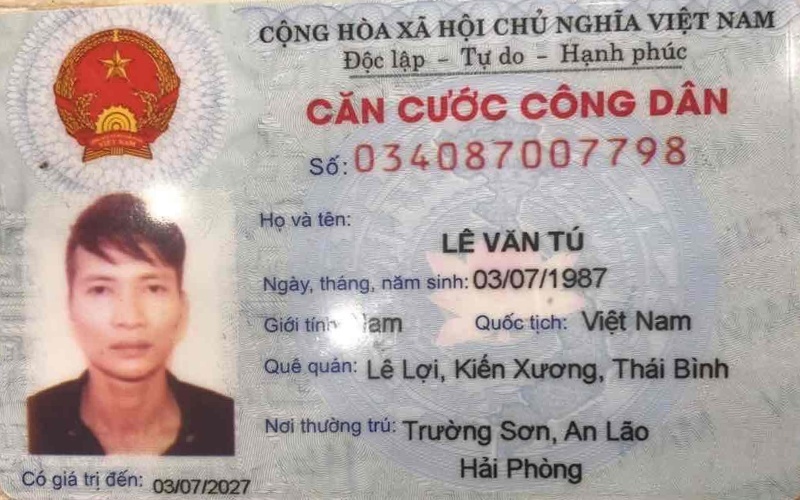 CỘNG HÒA XÃ HỘI CHỦ NGHĨA VIỆT NAM
Độc lập - Tự do - Hạnh phúc
CĂN CƯỚC CÔNG DÂN
Số: 034087007798
VIỆT NAM
Họ và tên:
LÊ VĂN TÚ
Ngày, tháng, năm sinh: 03/07/1987
Giới tính Nam Quốc tịch: Việt Nam
Quê quán: Lê Lợi, Kiến Xương, Thái Bình
Nơi thường trú: Trường Sơn, An Lão
Hải Phòng
Có giá trị đến: 03/07/2027